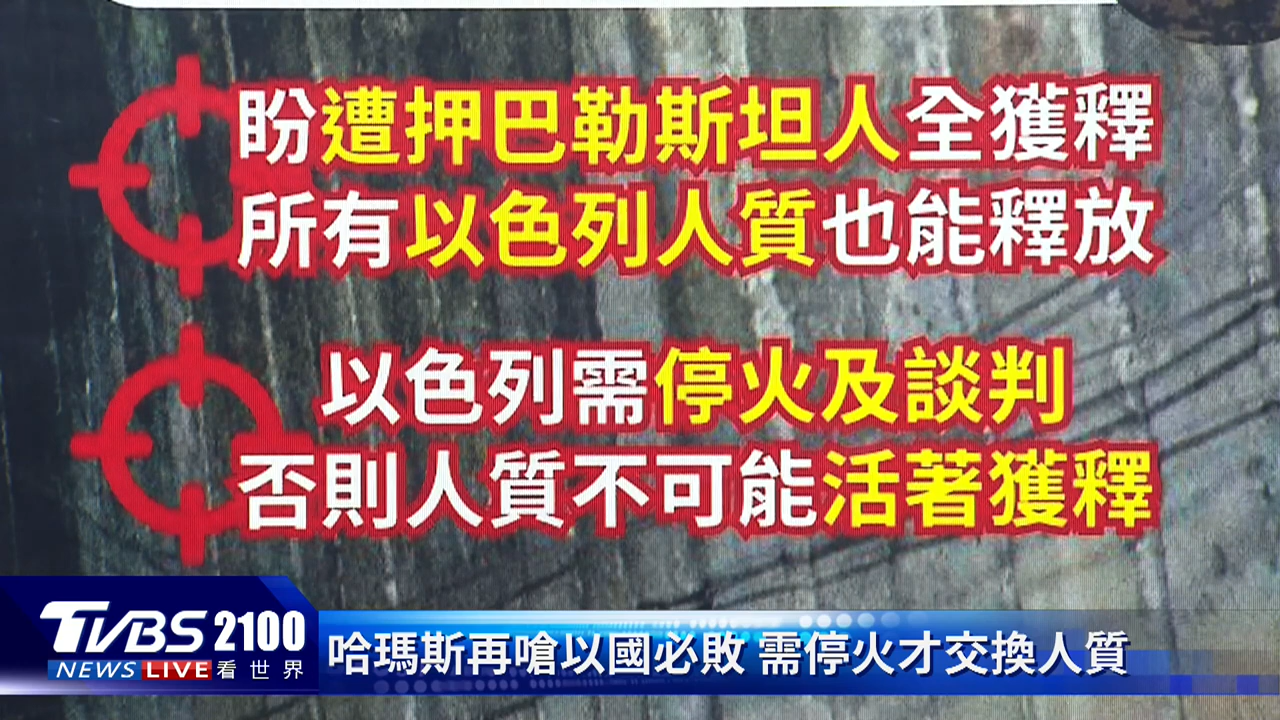 盼遭押巴勒斯坦人全獲釋
所有以色列人質也能釋放
以色列需停火及談判
否則人質不可能活著獲釋
TVBS 2100
NEWS LIVE 看世界
哈瑪斯再嗆以國必敗 需停火才交換人質